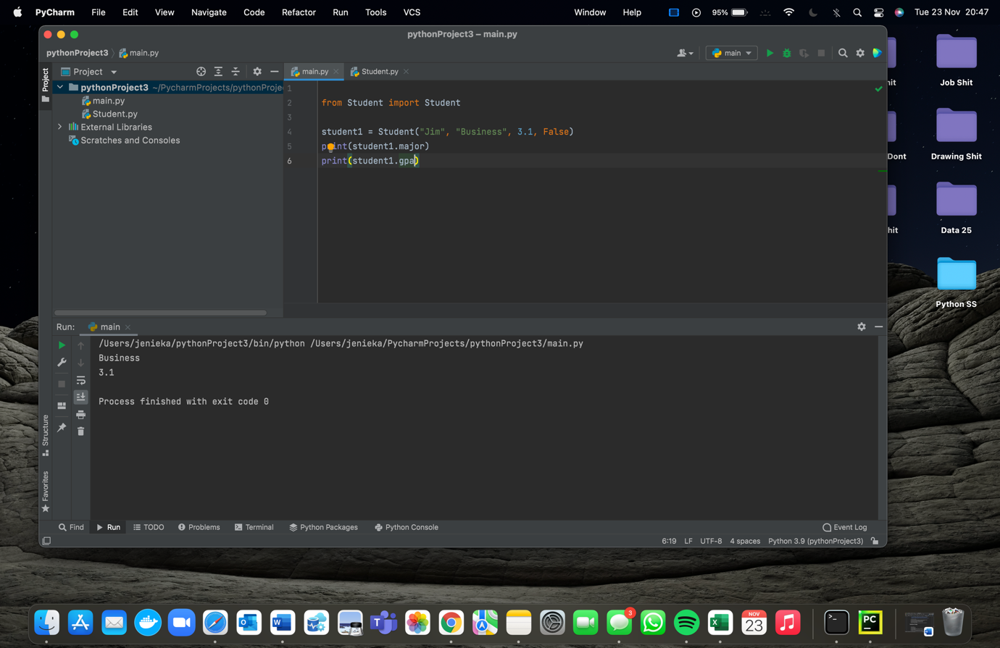 PyCharm File Edit View Navigate Code Refactor Run Tools VCS Window Help 95% Tue 23 Nov 20:47
pythonProject3 – main.py
pythonProject3 main.py main
Project main.py Student.py
Project
pythonProject3 ~/PycharmProjects/pythonProje
main.py
Student.py
External Libraries
Scratches and Consoles
1
2 from Student import Student
3
4 student1 = Student("Jim", "Business", 3.1, False)
5 print(student1.major)
6 print(student1.gpa)
Job Shit
Drawing Shit
Data 25
Python SS
hit
Dont
hit
Run: main
/Users/jenieka/pythonProject3/bin/python /Users/jenieka/PycharmProjects/pythonProject3/main.py
Business
3.1
Process finished with exit code 0
Structure
Favorites
Find Run TODO Problems Terminal Python Packages Python Console Event Log
6:19 LF UTF-8 4 spaces Python 3.9 (pythonProject3)
O W T 3 X NOV 23 >_ PC